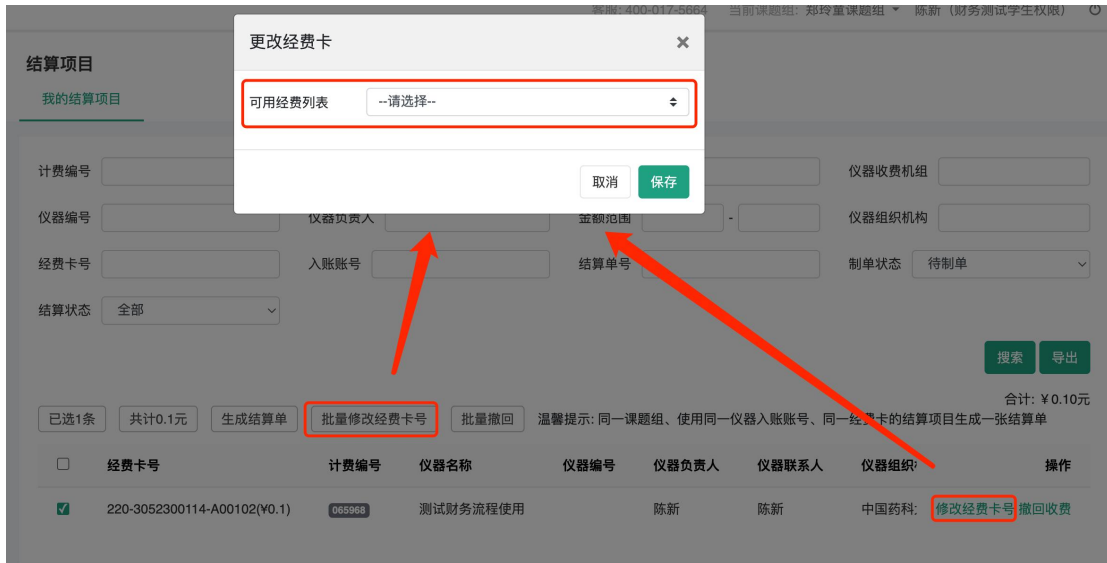 客服: 400-017-5664 当前课题组: 郑玲童课题组 陈新（财务测试学生权限）
更改经费卡 ×
结算项目
我的结算项目
可用经费列表 --请选择--
取消 保存
计费编号 仪器收费机组
仪器编号 仪器负责人 金额范围 - 仪器组织机构
经费卡号 入账账号 结算单号 制单状态 待制单
结算状态 全部
搜索 导出
合计: ￥0.10元
已选1条 共计0.1元 生成结算单 批量修改经费卡号 批量撤回 温馨提示: 同一课题组、使用同一仪器入账账号、同一经费卡的结算项目生成一张结算单
经费卡号 计费编号 仪器名称 仪器编号 仪器负责人 仪器联系人 仪器组织 操作
220-3052300114-A00102(¥0.1) 065968 测试财务流程使用 陈新 陈新 中国药科 修改经费卡号 撤回收费